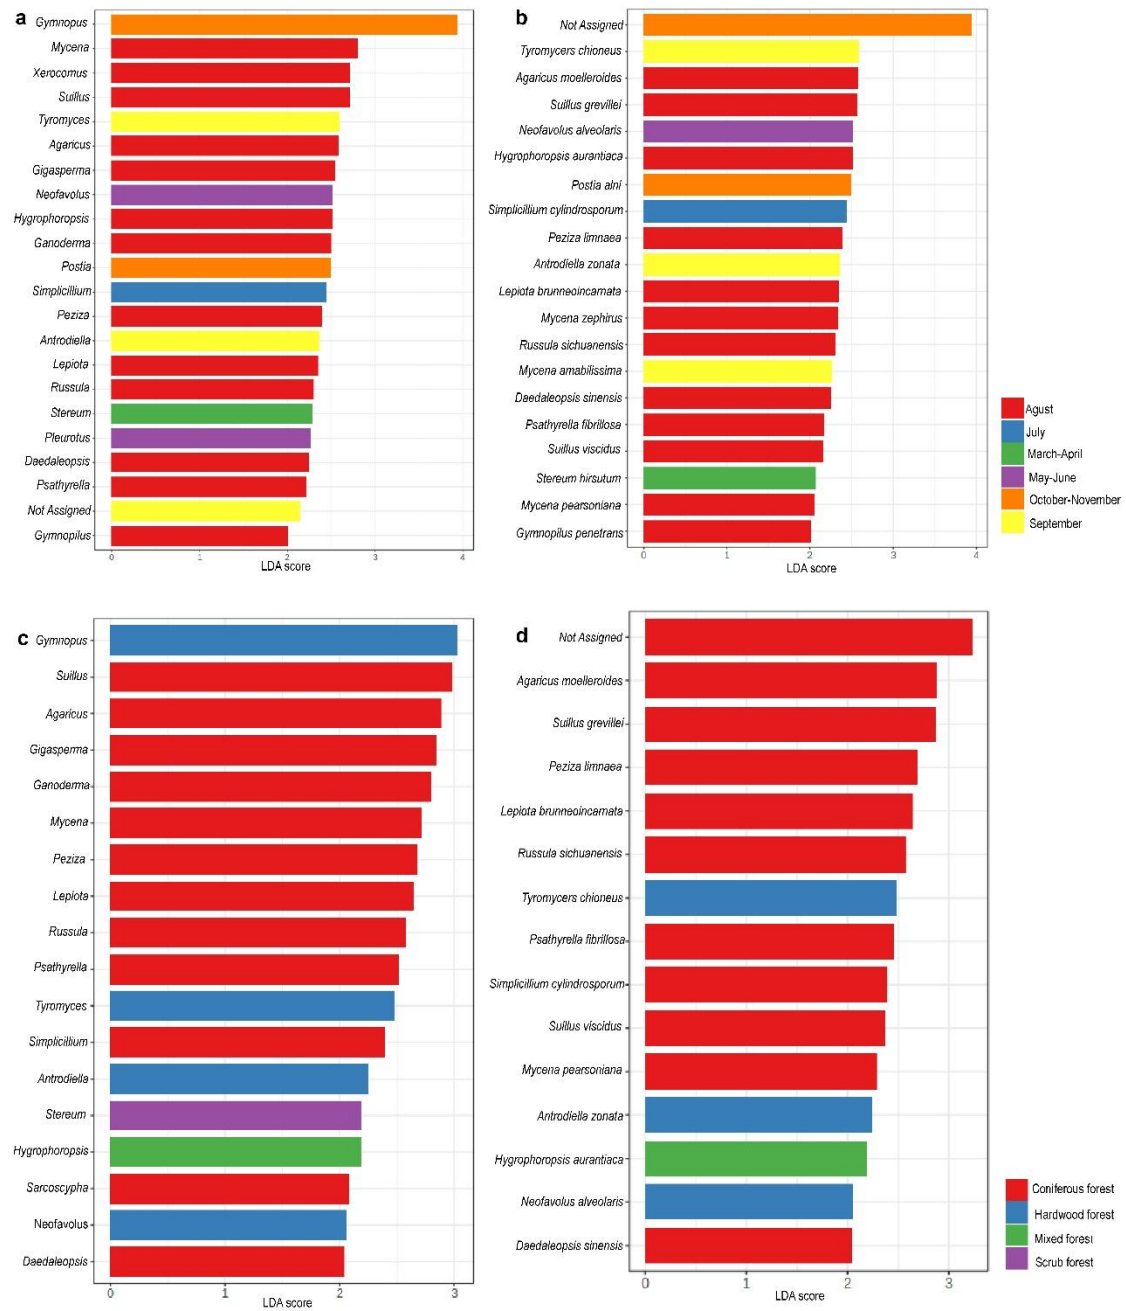 a
Gymnopus
Mycena
Xerocomus
Suillus
Tyromyces
Agaricus
Gigasperma
Neofavolus
Hygrophoropsis
Ganoderma
Postia
Simplicillium
Peziza
Antrodiella
Lepiota
Russula
Stereum
Pleurotus
Daedaleopsis
Psathyrella
Not Assigned
Gymnopilus
0 1 2 3 4
LDA score
b
Not Assigned
Tyromycers chioneus
Agaricus moelleroides
Suillus grevillei
Neofavolus alveolaris
Hygrophoropsis aurantiaca
Postia alni
Simplicillium cylindrosporum
Peziza limnaea
Antrodiella zonata
Lepiota brunneoincarnata
Mycena zephirus
Russula sichuanensis
Mycena amabilissima
Daedaleopsis sinensis
Psathyrella fibrillosa
Suillus viscidus
Stereum hirsutum
Mycena pearsoniana
Gymnopilus penetrans
0 1 2 3 4
LDA score
Agust
July
March-April
May-June
October-November
September
c
Gymnopus
Suillus
Agaricus
Gigasperma
Ganoderma
Mycena
Peziza
Lepiota
Russula
Psathyrella
Tyromyces
Simplicillium
Antrodiella
Stereum
Hygrophoropsis
Sarcoscypha
Neofavolus
Daedaleopsis
0 1 2 3
LDA score
d
Not Assigned
Agaricus moelleroides
Suillus grevillei
Peziza limnaea
Lepiota brunneoincarnata
Russula sichuanensis
Tyromycers chioneus
Psathyrella fibrillosa
Simplicillium cylindrosporum
Suillus viscidus
Mycena pearsoniana
Antrodiella zonata
Hygrophoropsis aurantiaca
Neofavolus alveolaris
Daedaleopsis sinensis
0 1 2 3
LDA score
Coniferous forest
Hardwood forest
Mixed forest
Scrub forest